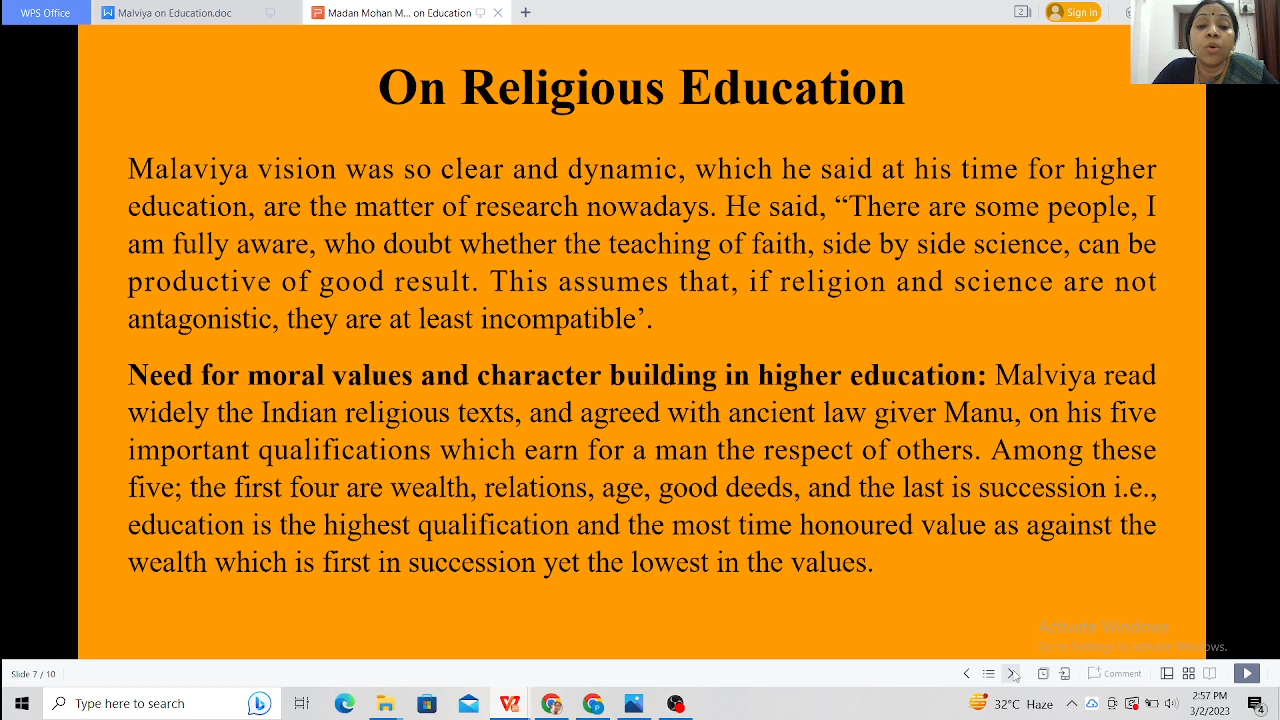 WPS Office
Malviya on Education.doc
Madan Mohan M... on Education
2
Sign in
On Religious Education
Malaviya vision was so clear and dynamic, which he said at his time for higher
education, are the matter of research nowadays. He said, “There are some people, I
am fully aware, who doubt whether the teaching of faith, side by side science, can be
productive of good result. This assumes that, if religion and science are not
antagonistic, they are at least incompatible’.
Need for moral values and character building in higher education: Malviya read
widely the Indian religious texts, and agreed with ancient law giver Manu, on his five
important qualifications which earn for a man the respect of others. Among these
five; the first four are wealth, relations, age, good deeds, and the last is succession i.e.,
education is the highest qualification and the most time honoured value as against the
wealth which is first in succession yet the lowest in the values.
Activate Windows
Go to Settings to activate Windows.
Slide 7 / 10
Comment
Type here to search
32°C Haze
2:57 PM
3/2/2023
4